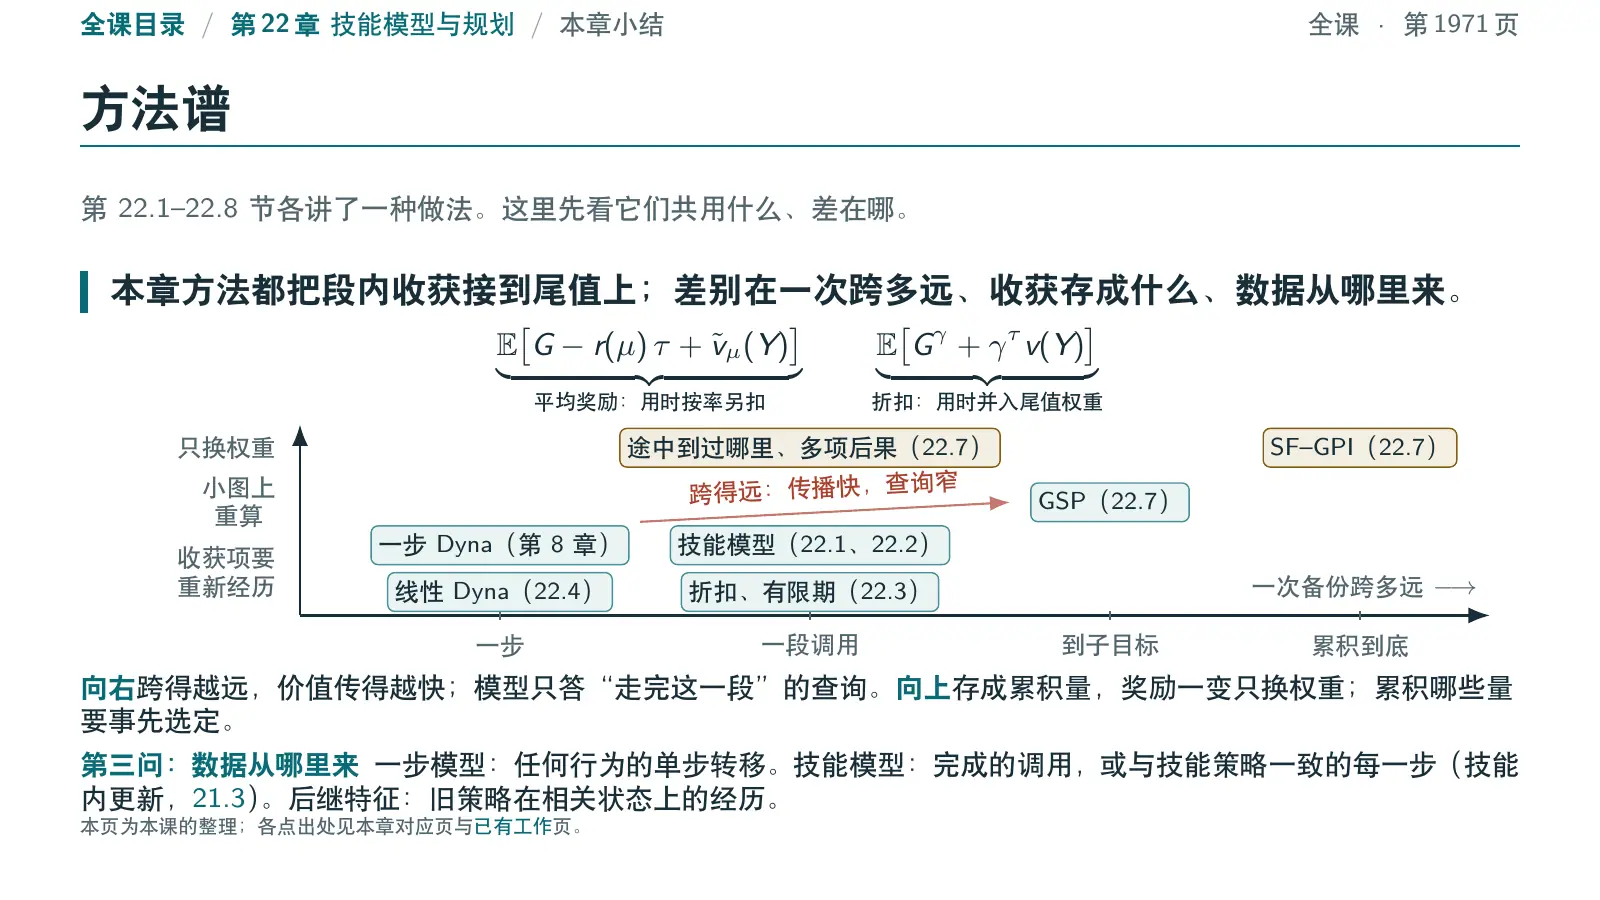 全课目录 / 第 22 章 技能模型与规划 / 本章小结
全课 · 第 1971 页
方法谱
第 22.1–22.8 节各讲了一种做法。这里先看它们共用什么、差在哪。
本章方法都把段内收获接到尾值上；差别在一次跨多远、收获存成什么、数据从哪里来。
𝔼[G − r(μ) τ + ṽ_μ(Y)]
𝔼[G^γ + γ^τ v(Y)]
平均奖励：用时按率另扣
折扣：用时并入尾值权重
只换权重
途中到过哪里、多项后果（22.7）
SF–GPI（22.7）
小图上
重算
跨得远：传播快，查询窄
GSP（22.7）
收获项要
重新经历
一步 Dyna（第 8 章）
技能模型（22.1、22.2）
线性 Dyna（22.4）
折扣、有限期（22.3）
一次备份跨多远 ⟶
一步
一段调用
到子目标
累积到底
向右跨得越远，价值传得越快；模型只答“走完这一段”的查询。向上存成累积量，奖励一变只换权重；累积哪些量
要事先选定。
第三问：数据从哪里来 一步模型：任何行为的单步转移。技能模型：完成的调用，或与技能策略一致的每一步（技能
内更新，21.3）。后继特征：旧策略在相关状态上的经历。
本页为本课的整理；各点出处见本章对应页与已有工作页。